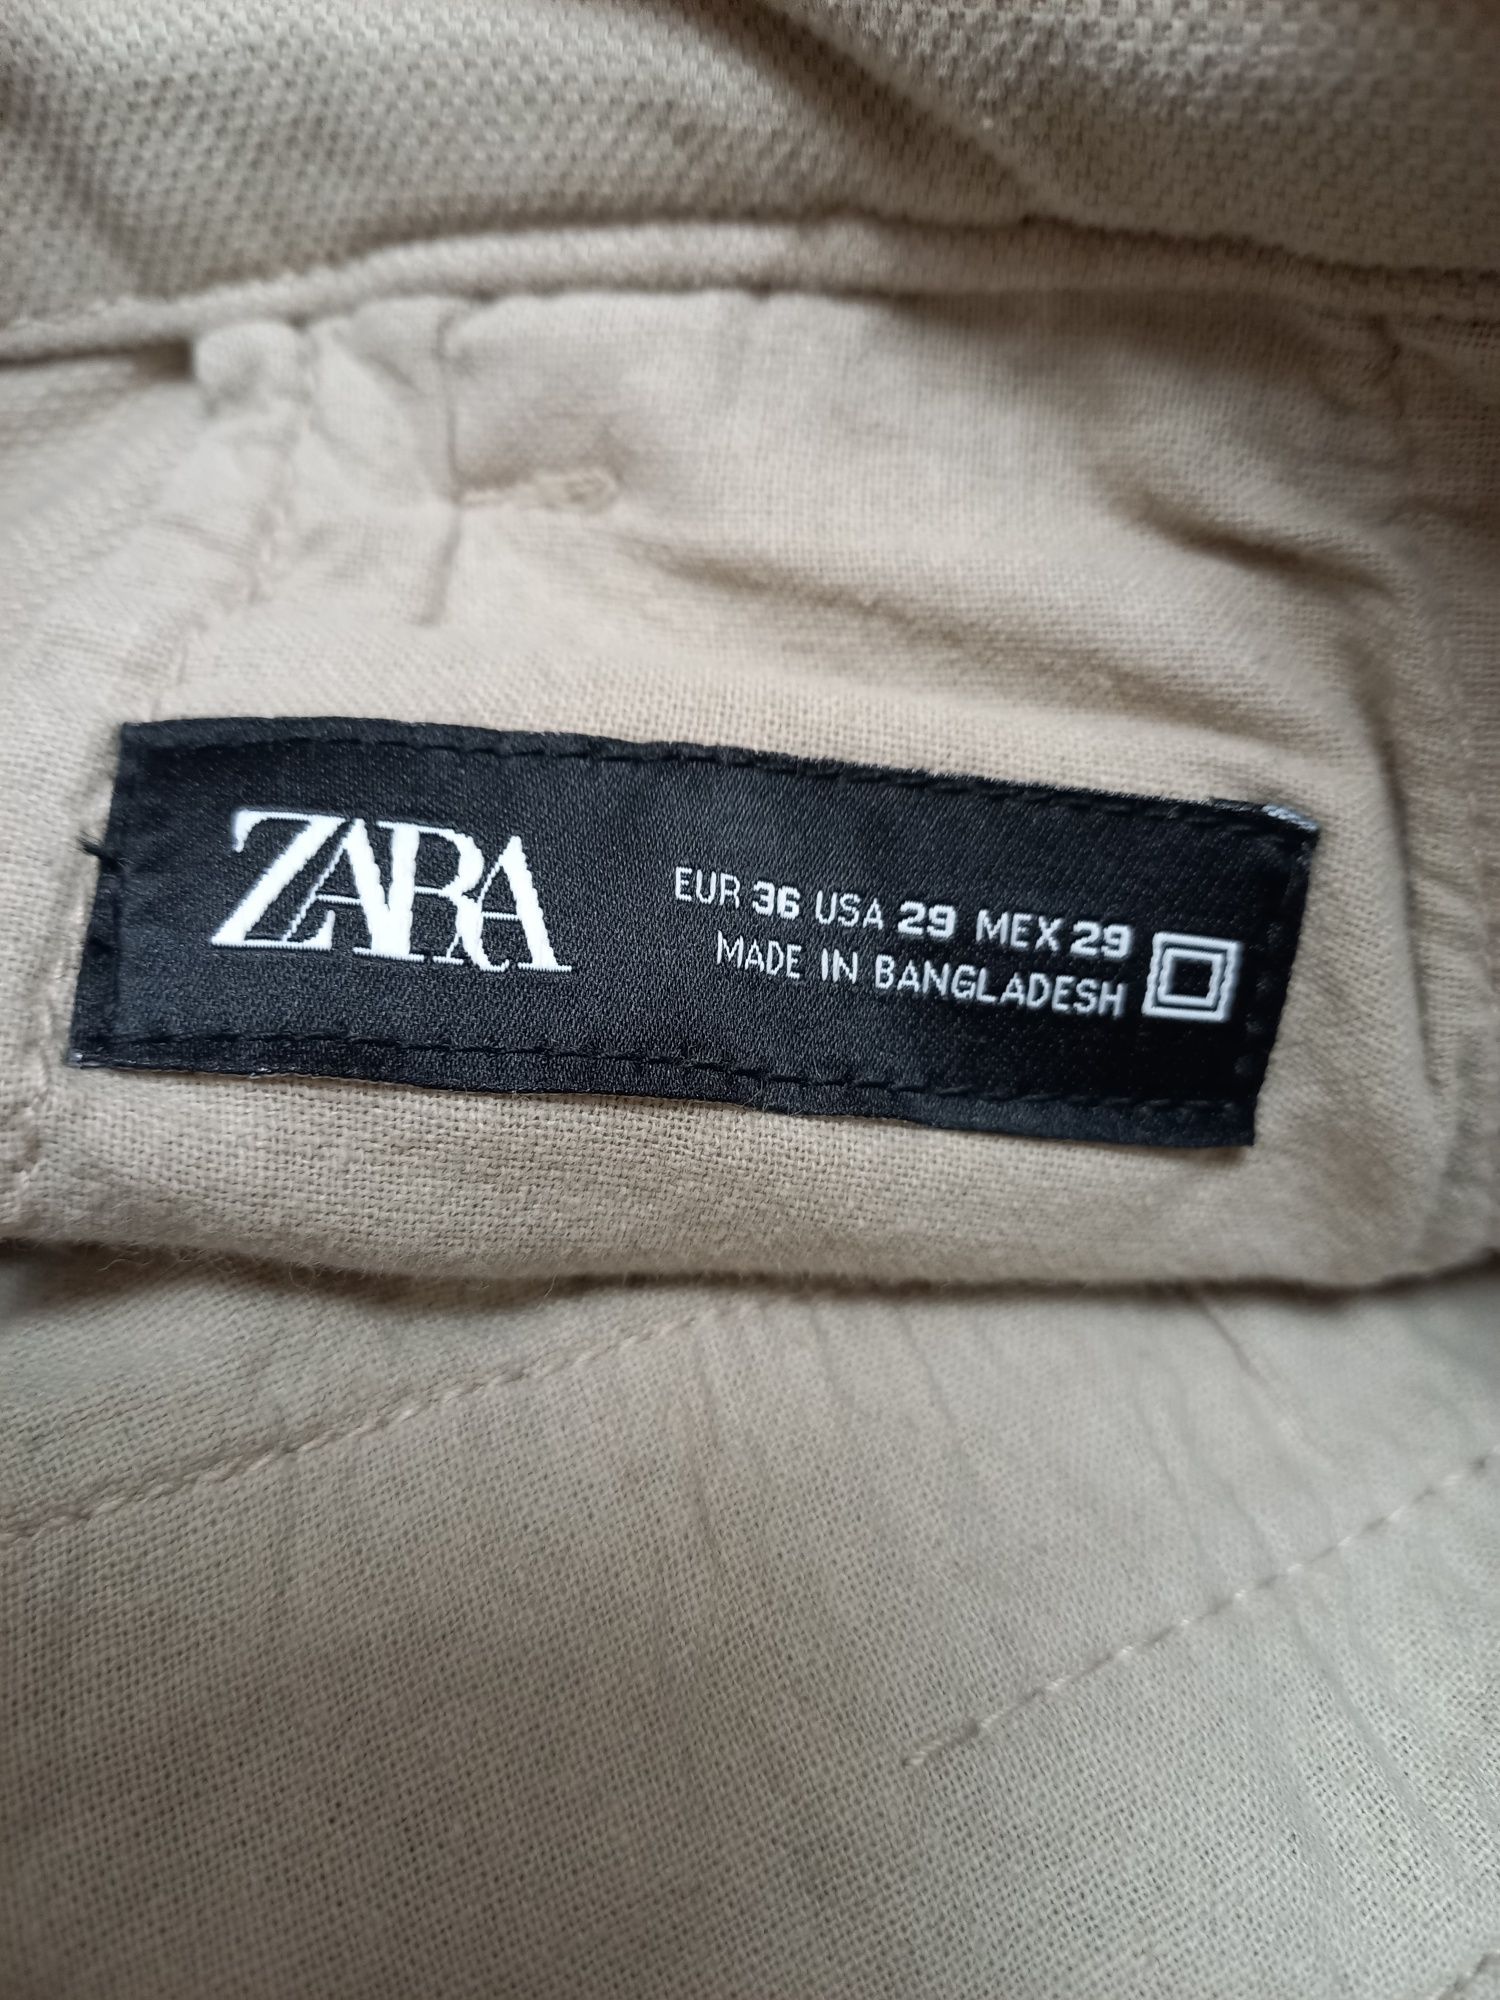 ZARA
EUR 36 USA 29 MEX 29
MADE IN BANGLADESH